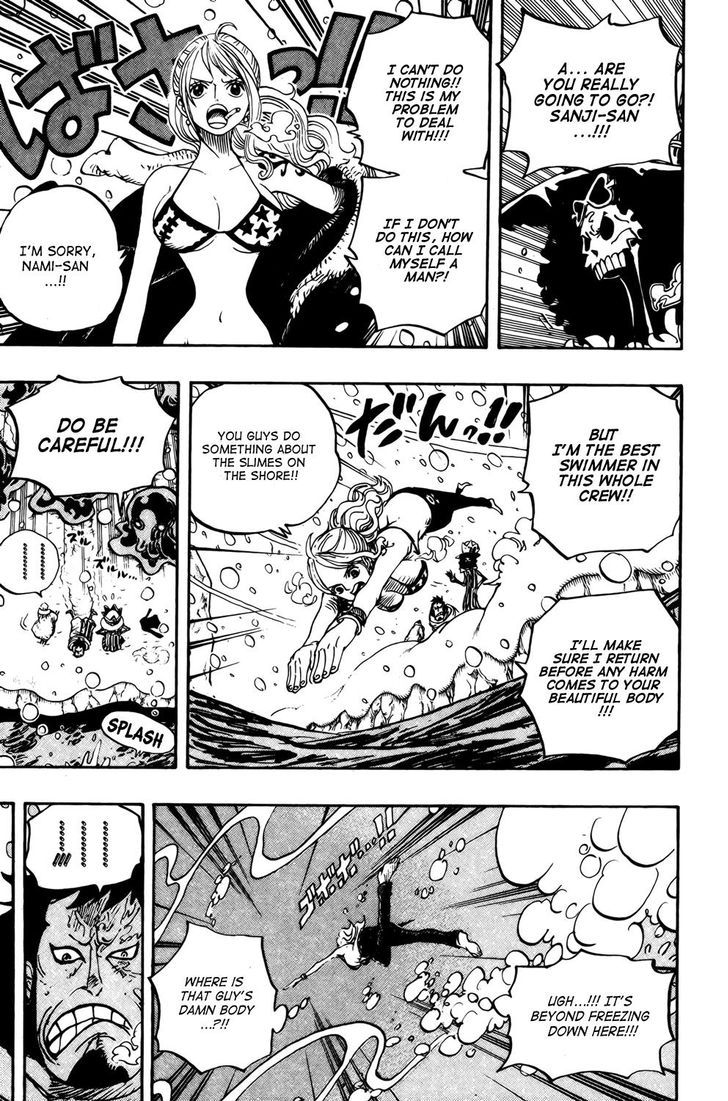 A... ARE
YOU REALLY
GOING TO GO?!
SANJI-SAN
...!!!
I CAN'T DO
NOTHING!!
THIS IS MY
PROBLEM
TO DEAL
WITH!!!
IF I DON'T
DO THIS, HOW
CAN I CALL
MYSELF A
MAN?!
I'M SORRY,
NAMI-SAN
...!!
BUT
I'M THE BEST
SWIMMER IN
THIS WHOLE
CREW!!
だんっ!!
YOU GUYS DO
SOMETHING ABOUT
THE SLIMES ON
THE SHORE!!
I'LL MAKE
SURE I RETURN
BEFORE ANY HARM
COMES TO YOUR
BEAUTIFUL BODY
!!!
DO BE
CAREFUL!!!
SPLASH
UGH...!!! IT'S
BEYOND FREEZING
DOWN HERE!!!
WHERE IS
THAT GUY'S
DAMN BODY
...?!!